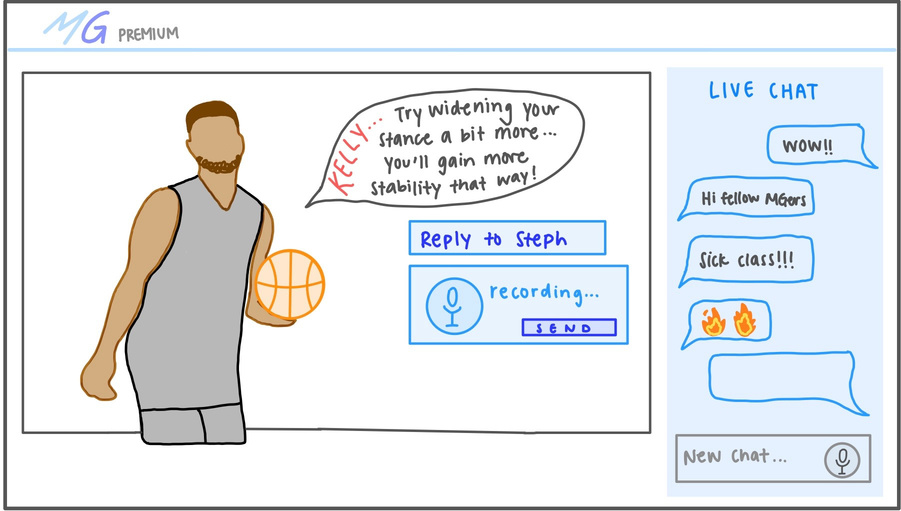 MG PREMIUM
KELLY... Try widening your
stance a bit more...
you'll gain more
stability that way!
Reply to Steph
recording...
SEND
LIVE CHAT
WOW!!
Hi fellow MGers
Sick class!!!
New chat...